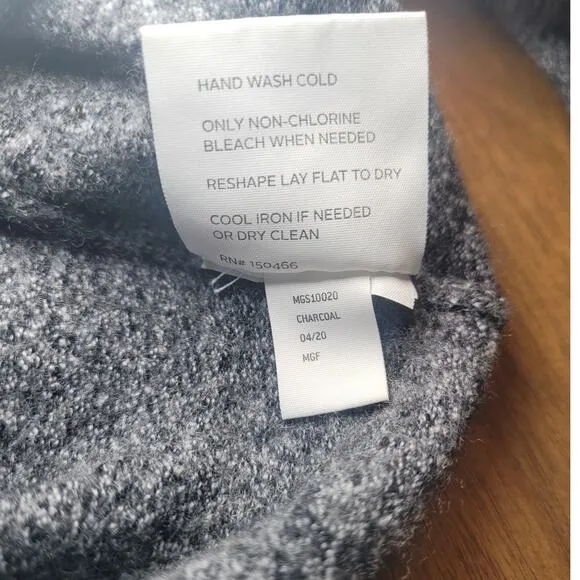 HAND WASH COLD
ONLY NON-CHLORINE
BLEACH WHEN NEEDED
RESHAPE LAY FLAT TO DRY
COOL IRON IF NEEDED
OR DRY CLEAN
RN# 150466
MGS10020
CHARCOAL
04/20
MGF